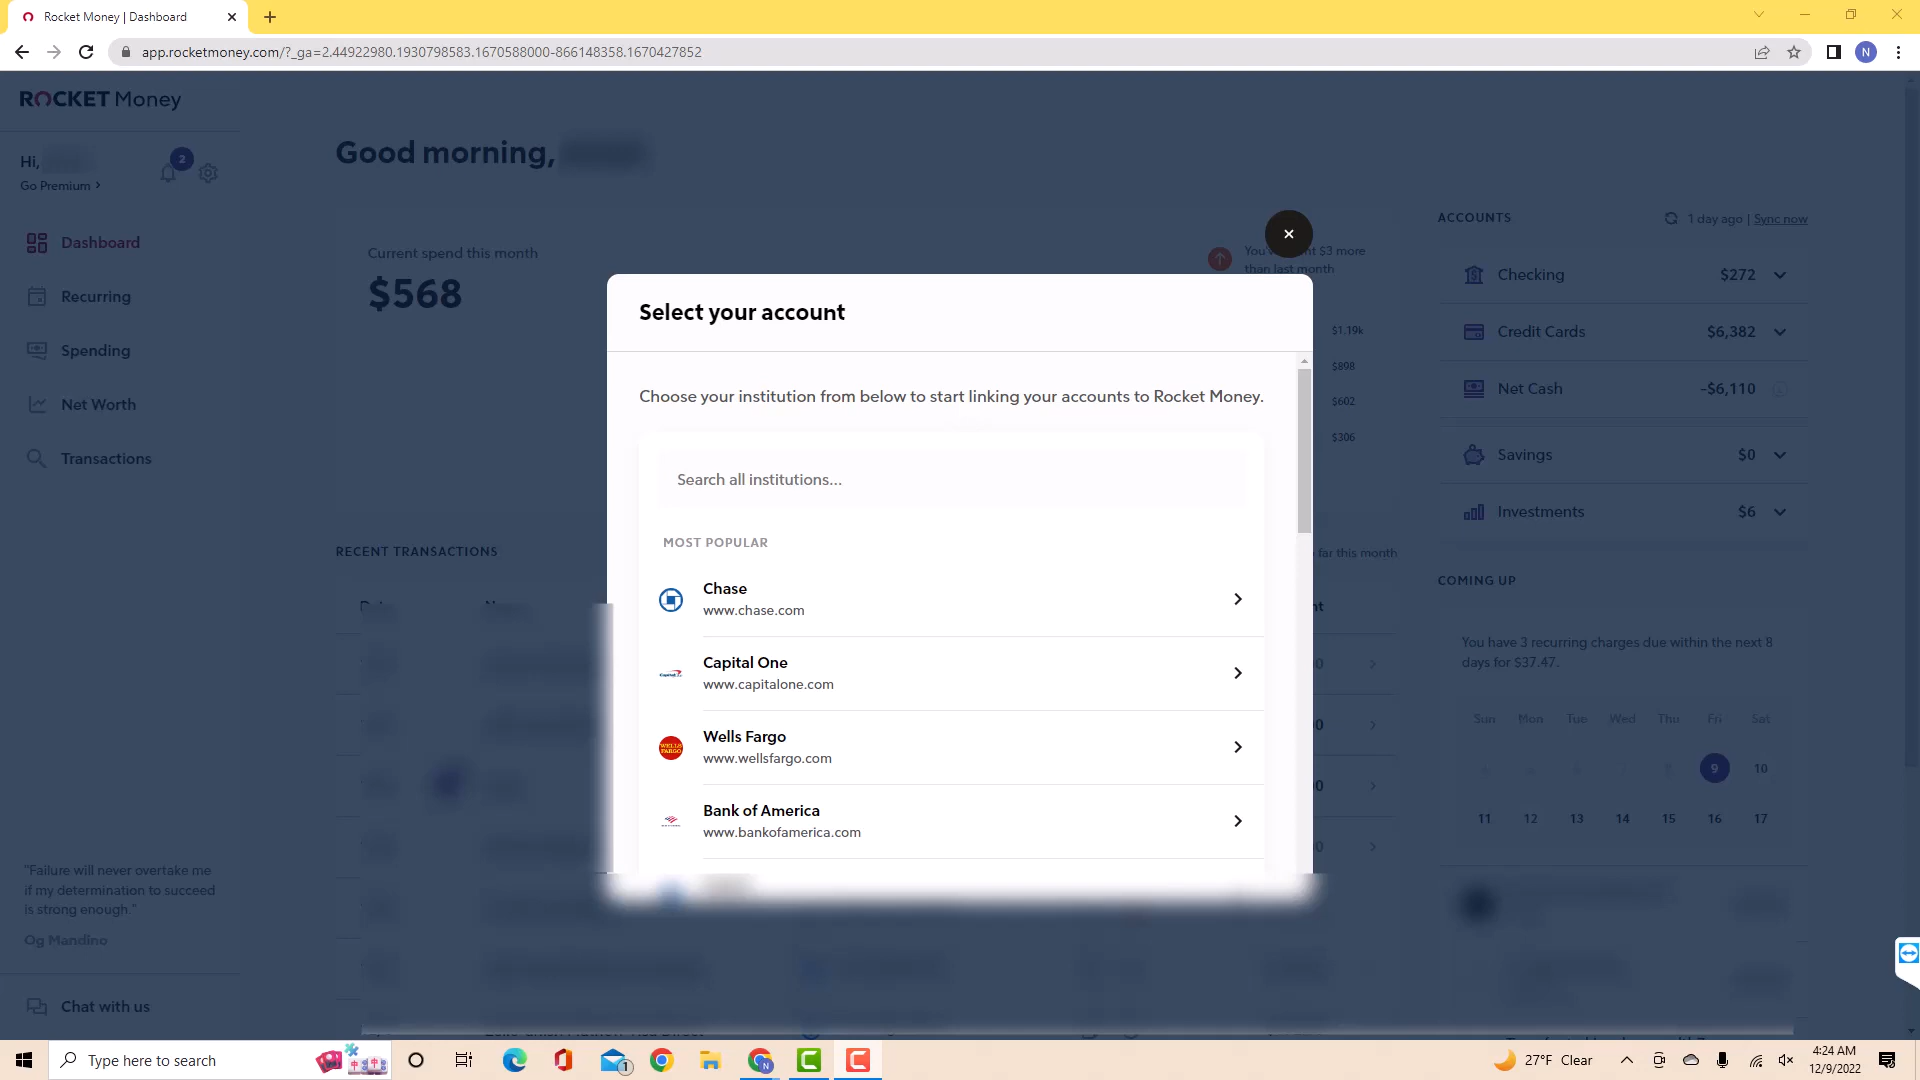 Rocket Money | Dashboard
app.rocketmoney.com/?_ga=2.44922980.1930798583.1670588000-866148358.1670427852
N
ROCKET Money
Hi,
2
Go Premium
Dashboard
Recurring
Spending
Net Worth
Transactions
"Failure will never overtake me
if my determination to succeed
is strong enough."
Og Mandino
Chat with us
Good morning,
Current spend this month
$568
$3 more
than last month
$1.19k
$898
$602
$306
RECENT TRANSACTIONS
far this month
Select your account
Choose your institution from below to start linking your accounts to Rocket Money.
Search all institutions...
MOST POPULAR
Chase
www.chase.com
Capital One
www.capitalone.com
Wells Fargo
www.wellsfargo.com
Bank of America
www.bankofamerica.com
ACCOUNTS
1 day ago | Sync now
Checking $272
Credit Cards $6,382
Net Cash -$6,110
Savings $0
Investments $6
COMING UP
You have 3 recurring charges due within the next 8
days for $37.47.
Sun Mon Tue Wed Thu Fri Sat
9 10
11 12 13 14 15 16 17
Type here to search
1
N
27°F Clear
4:24 AM
12/9/2022